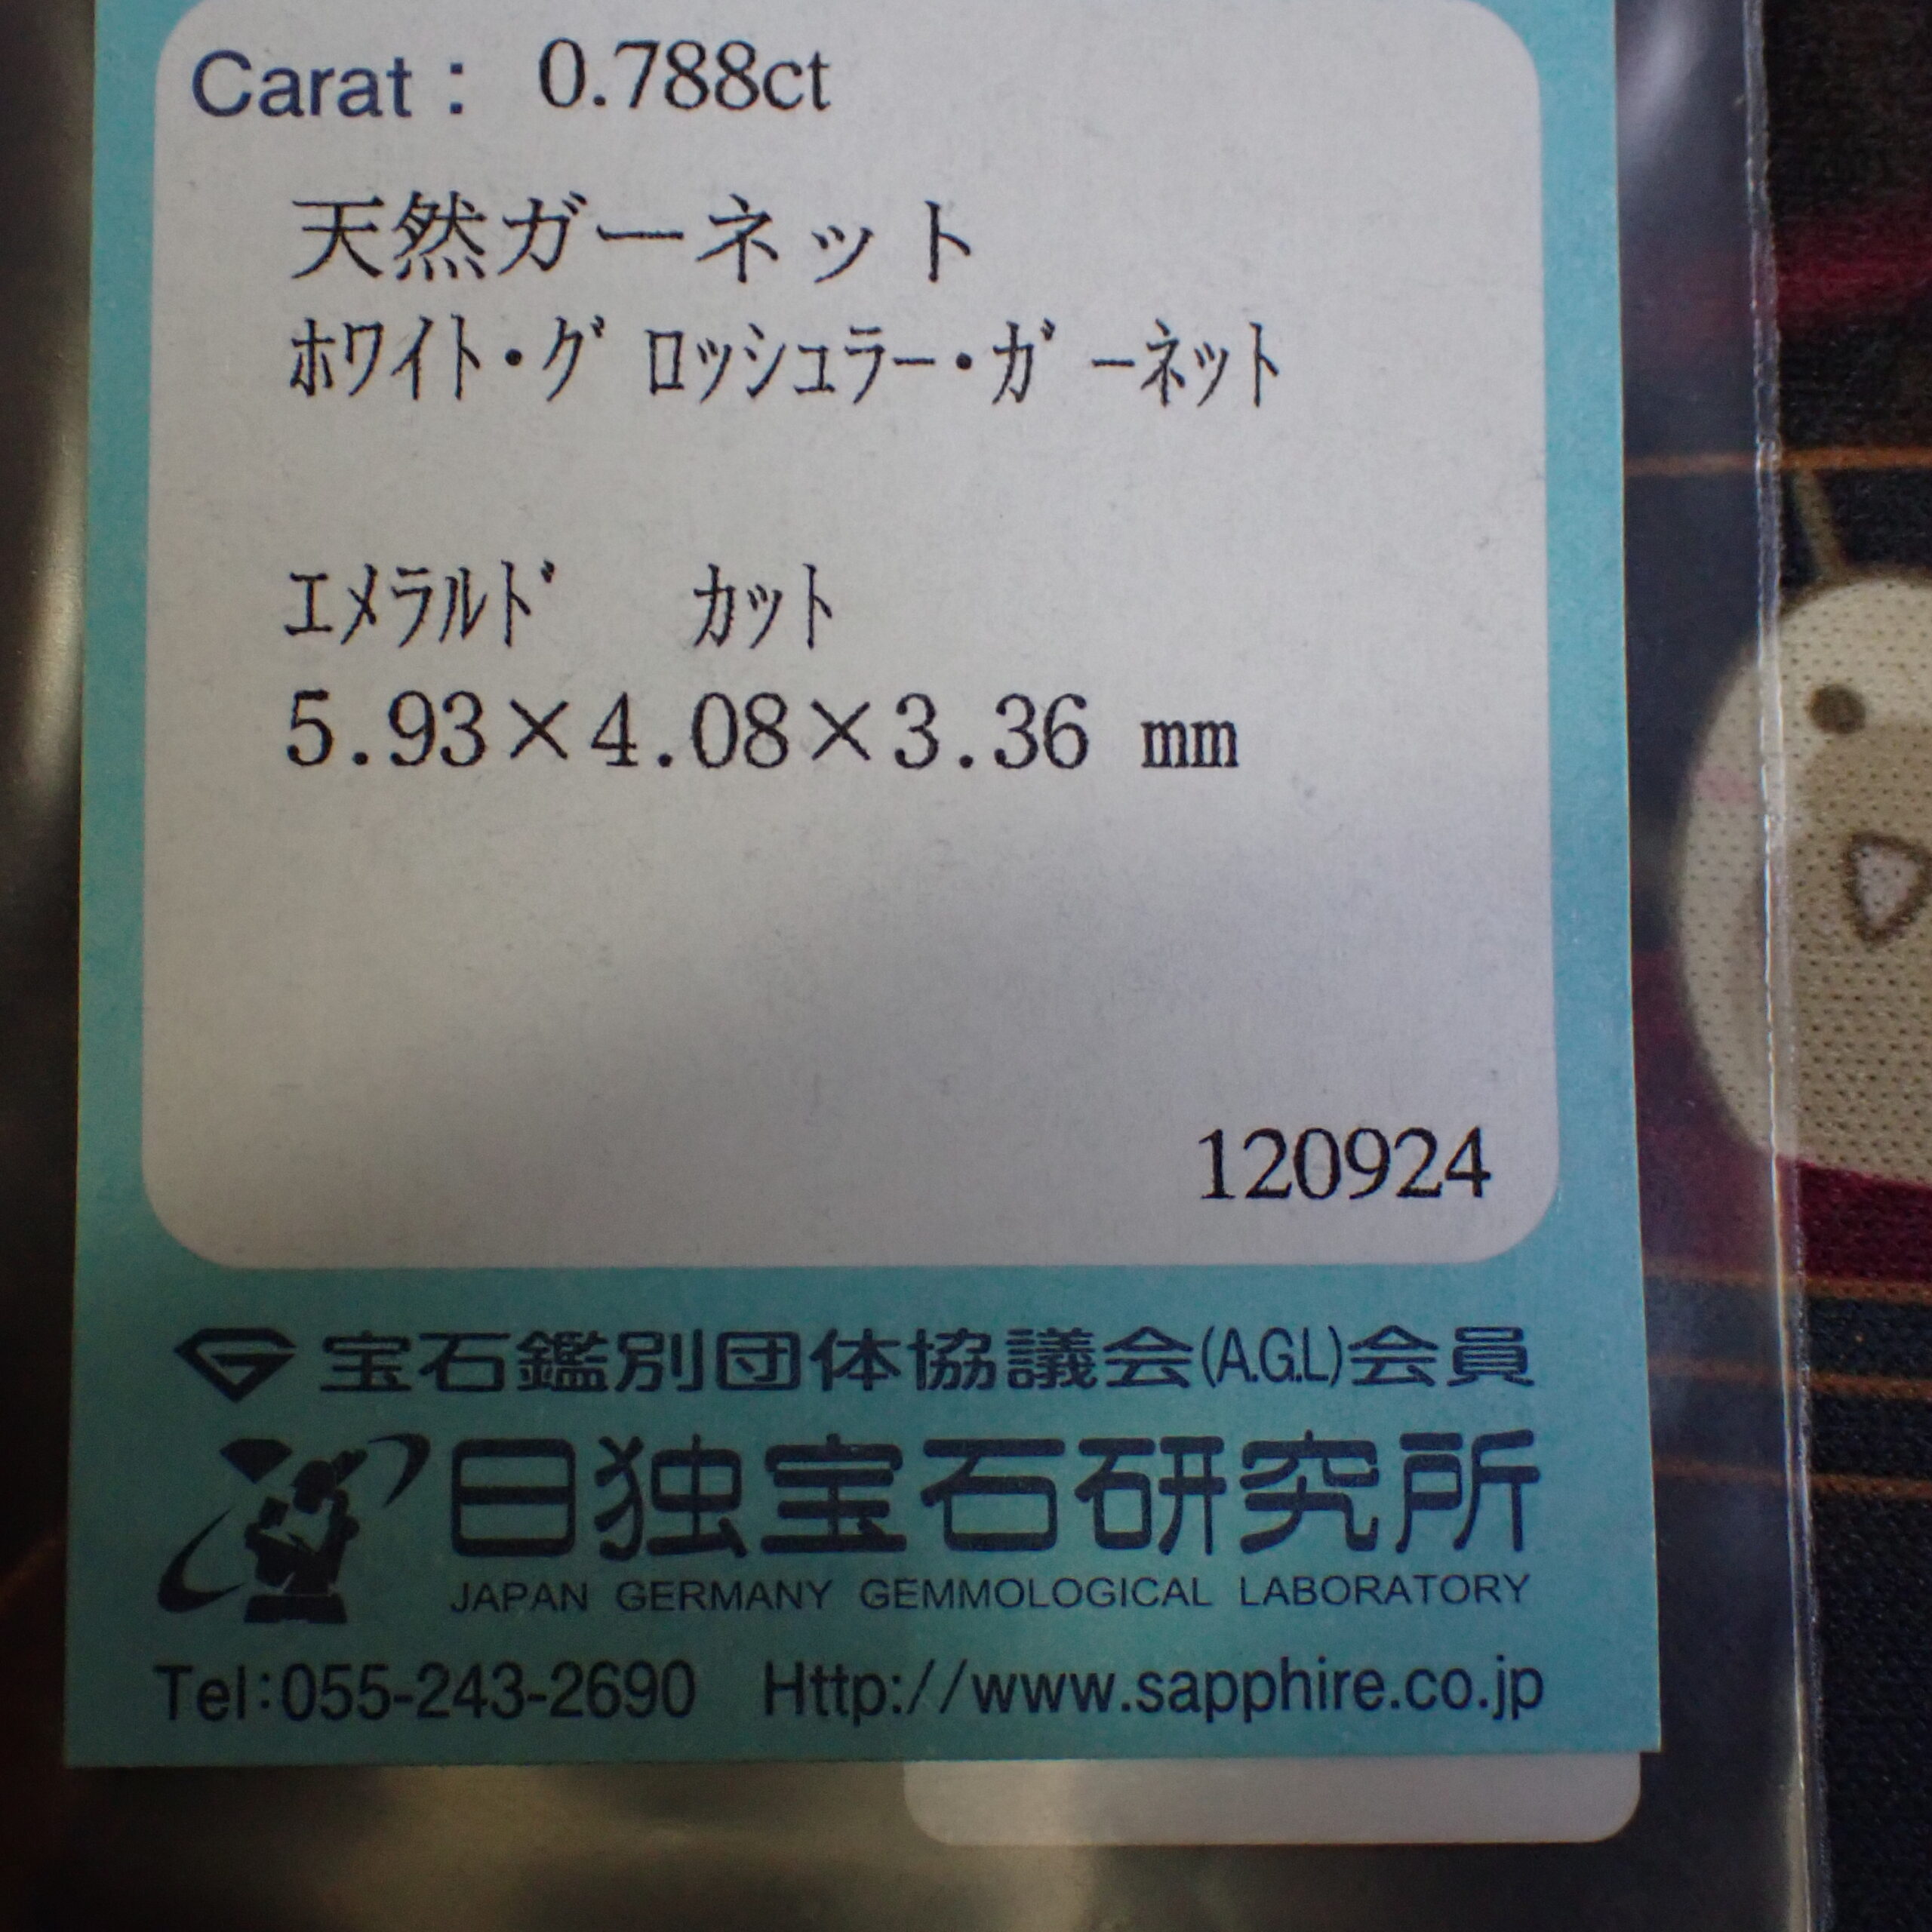 Carat : 0.788ct
天然ガーネット
ﾎﾜｲﾄ・ｸﾞﾛｯｼｭﾗｰ・ｶﾞｰﾈｯﾄ
ｴﾒﾗﾙﾄﾞ ｶｯﾄ
5.93×4.08×3.36 mm
120924
宝石鑑別団体協議会(A.G.L)会員
日独宝石研究所
JAPAN GERMANY GEMMOLOGICAL LABORATORY
Tel:055-243-2690 Http://www.sapphire.co.jp